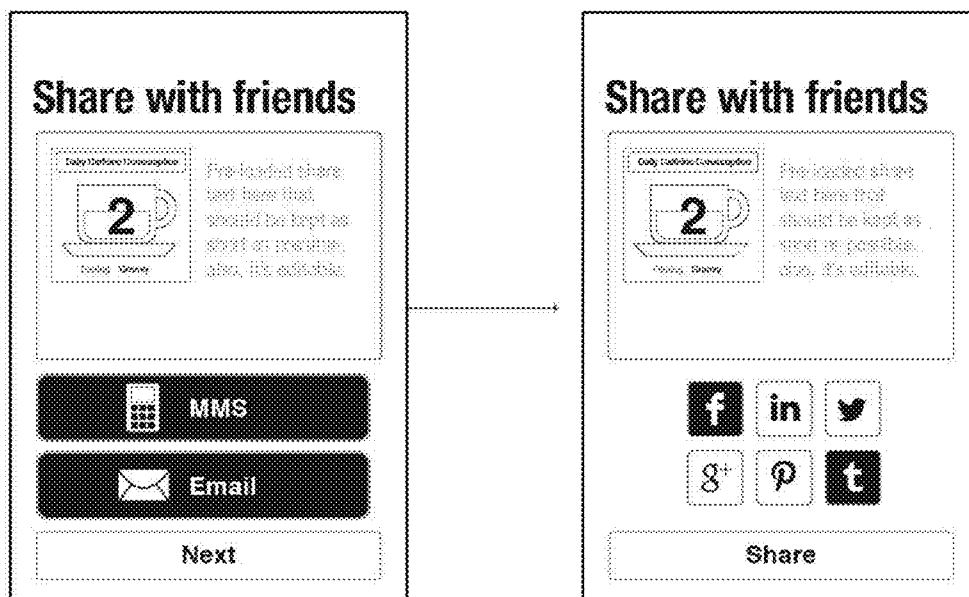 Share with friends
Daily Caffeine Consumption
2
Pre-loaded share
text here that
should be kept as
short as possible,
also, it's editable.
MMS
Email
Next
Share with friends
Daily Caffeine Consumption
2
Pre-loaded share
text here that
should be kept as
short as possible,
also, it's editable.
f
in
g+
t
Share